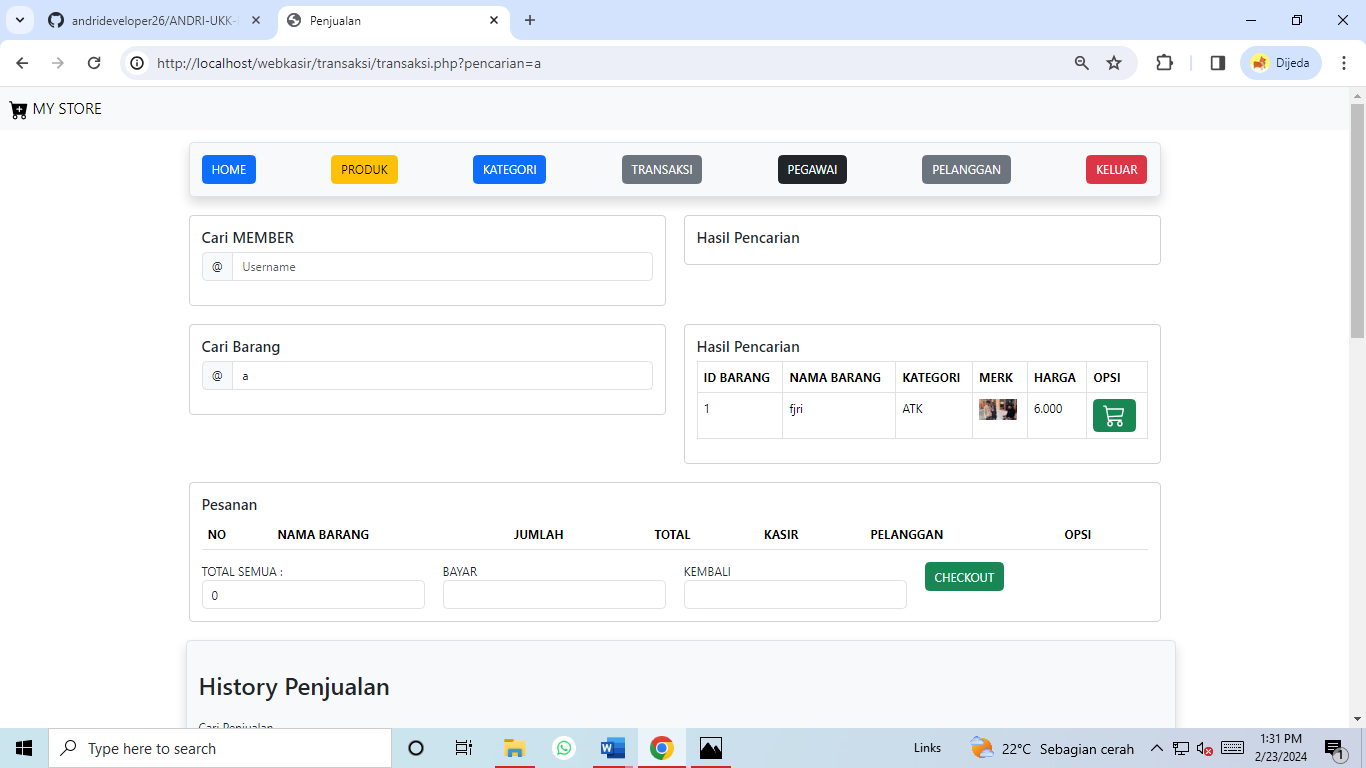 andrideveloper26/ANDRI-UKK-
Penjualan
http://localhost/webkasir/transaksi/transaksi.php?pencarian=a
Dijeda
MY STORE
HOME PRODUK KATEGORI TRANSAKSI PEGAWAI PELANGGAN KELUAR
Cari MEMBER
@ Username
Hasil Pencarian
Cari Barang
@ a
Hasil Pencarian
ID BARANG NAMA BARANG KATEGORI MERK HARGA OPSI
1 fjri ATK 6.000
Pesanan
NO NAMA BARANG JUMLAH TOTAL KASIR PELANGGAN OPSI
TOTAL SEMUA : BAYAR KEMBALI
0
CHECKOUT
History Penjualan
Cari Penjualan
Type here to search
Links
22°C Sebagian cerah
1:31 PM
2/23/2024
1